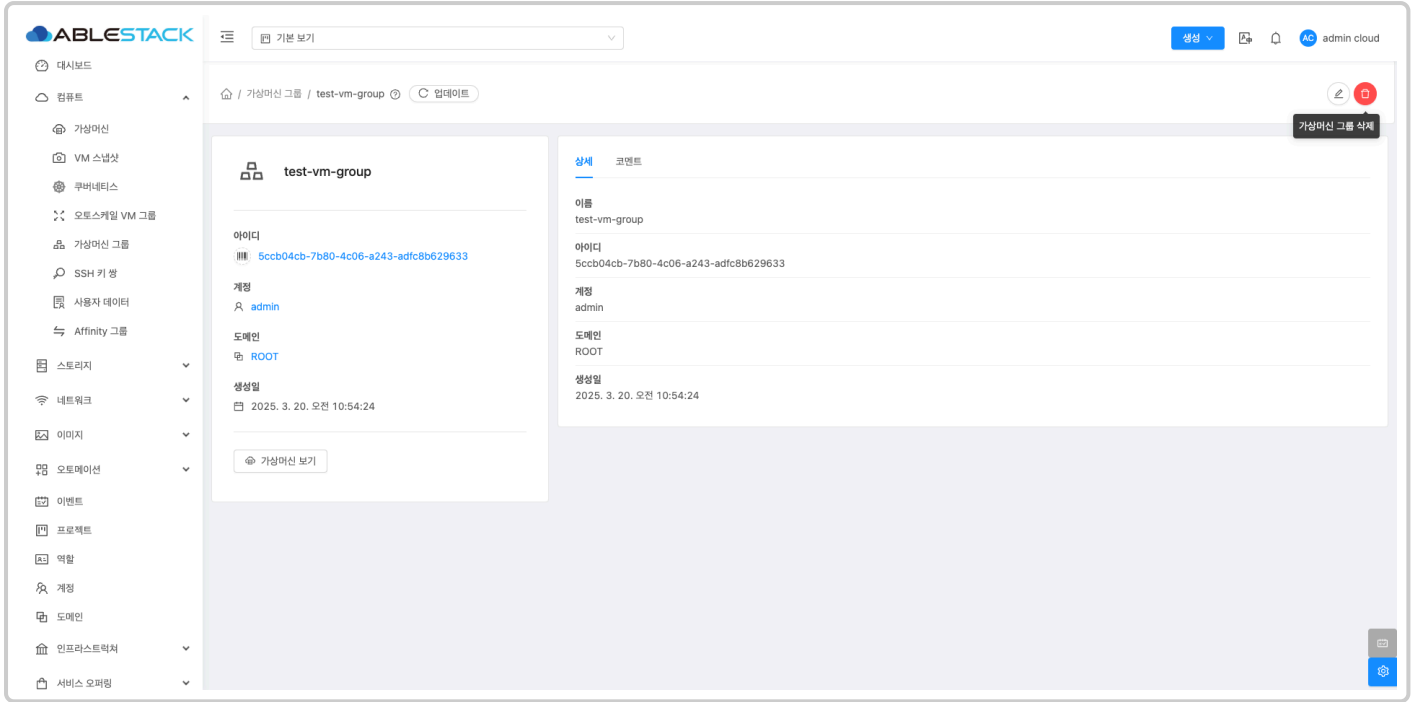 ABLESTACK
기본 보기
생성
AC
admin cloud
대시보드
컴퓨트
가상머신
VM 스냅샷
쿠버네티스
오토스케일 VM 그룹
가상머신 그룹
SSH 키 쌍
사용자 데이터
Affinity 그룹
스토리지
네트워크
이미지
오토메이션
이벤트
프로젝트
역할
계정
도메인
인프라스트럭쳐
서비스 오퍼링
/ 가상머신 그룹 / test-vm-group
업데이트
가상머신 그룹 삭제
test-vm-group
아이디
5ccb04cb-7b80-4c06-a243-adfc8b629633
계정
admin
도메인
ROOT
생성일
2025. 3. 20. 오전 10:54:24
가상머신 보기
상세
코멘트
이름
test-vm-group
아이디
5ccb04cb-7b80-4c06-a243-adfc8b629633
계정
admin
도메인
ROOT
생성일
2025. 3. 20. 오전 10:54:24